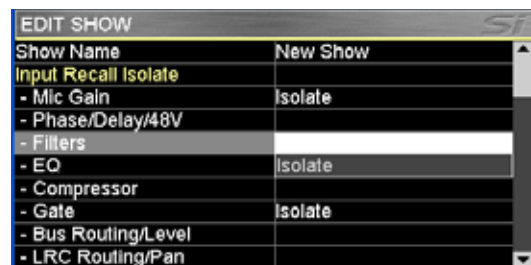 EDIT SHOW Si
Show Name New Show
Input Recall Isolate
- Mic Gain Isolate
- Phase/Delay/48V
- Filters
- EQ Isolate
- Compressor
- Gate Isolate
- Bus Routing/Level
- LRC Routing/Pan